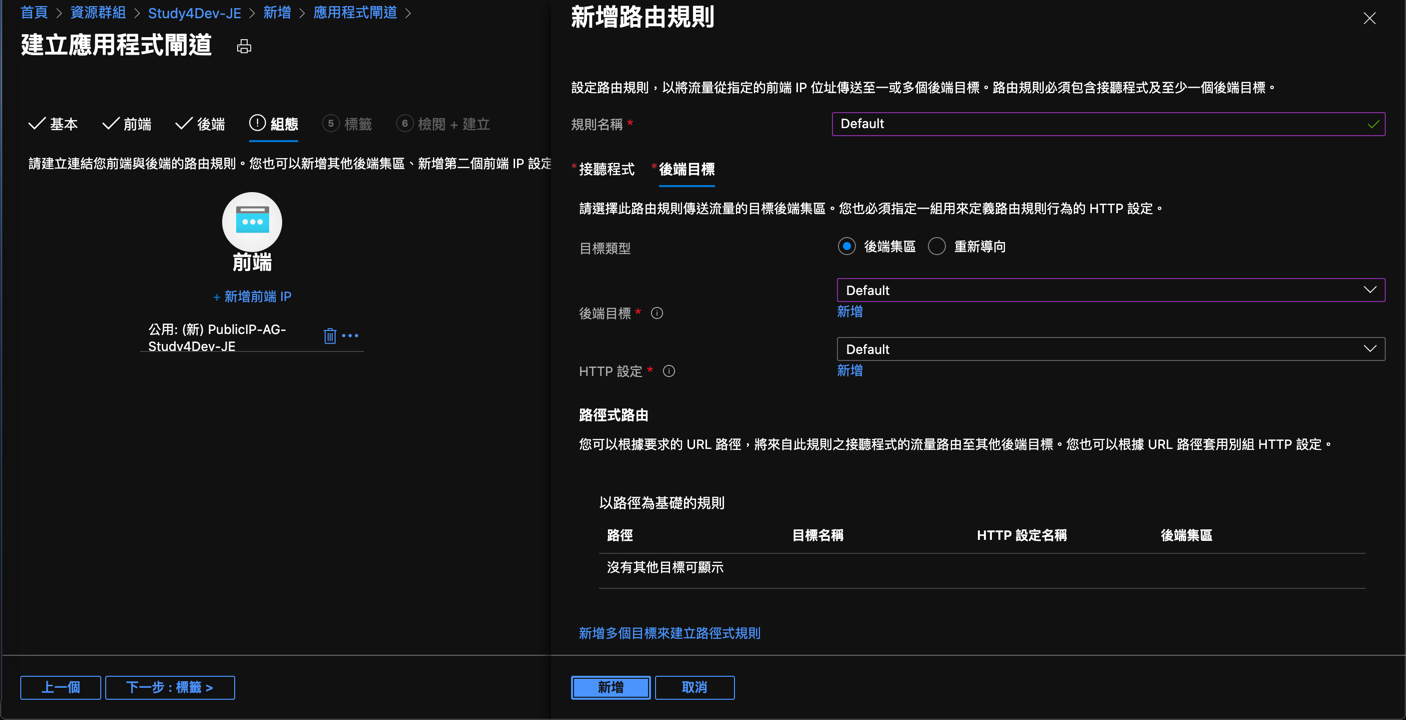 首頁 > 資源群組 > Study4Dev-JE > 新增 > 應用程式閘道 >
建立應用程式閘道
基本 前端 後端 組態 5 標籤 6 檢閱 + 建立
請建立連結您前端與後端的路由規則。您也可以新增其他後端集區、新增第二個前端 IP 設定
前端
+ 新增前端 IP
公用: (新) PublicIP-AG-
Study4Dev-JE
上一個 下一步 : 標籤 >
新增路由規則
設定路由規則，以將流量從指定的前端 IP 位址傳送至一或多個後端目標。路由規則必須包含接聽程式及至少一個後端目標。
規則名稱 * Default
* 接聽程式 * 後端目標
請選擇此路由規則傳送流量的目標後端集區。您也必須指定一組用來定義路由規則行為的 HTTP 設定。
目標類型 後端集區 重新導向
Default
新增
後端目標 *
Default
新增
HTTP 設定 *
路徑式路由
您可以根據要求的 URL 路徑，將來自此規則之接聽程式的流量路由至其他後端目標。您也可以根據 URL 路徑套用別組 HTTP 設定。
以路徑為基礎的規則
路徑 目標名稱 HTTP 設定名稱 後端集區
沒有其他目標可顯示
新增多個目標來建立路徑式規則
新增 取消